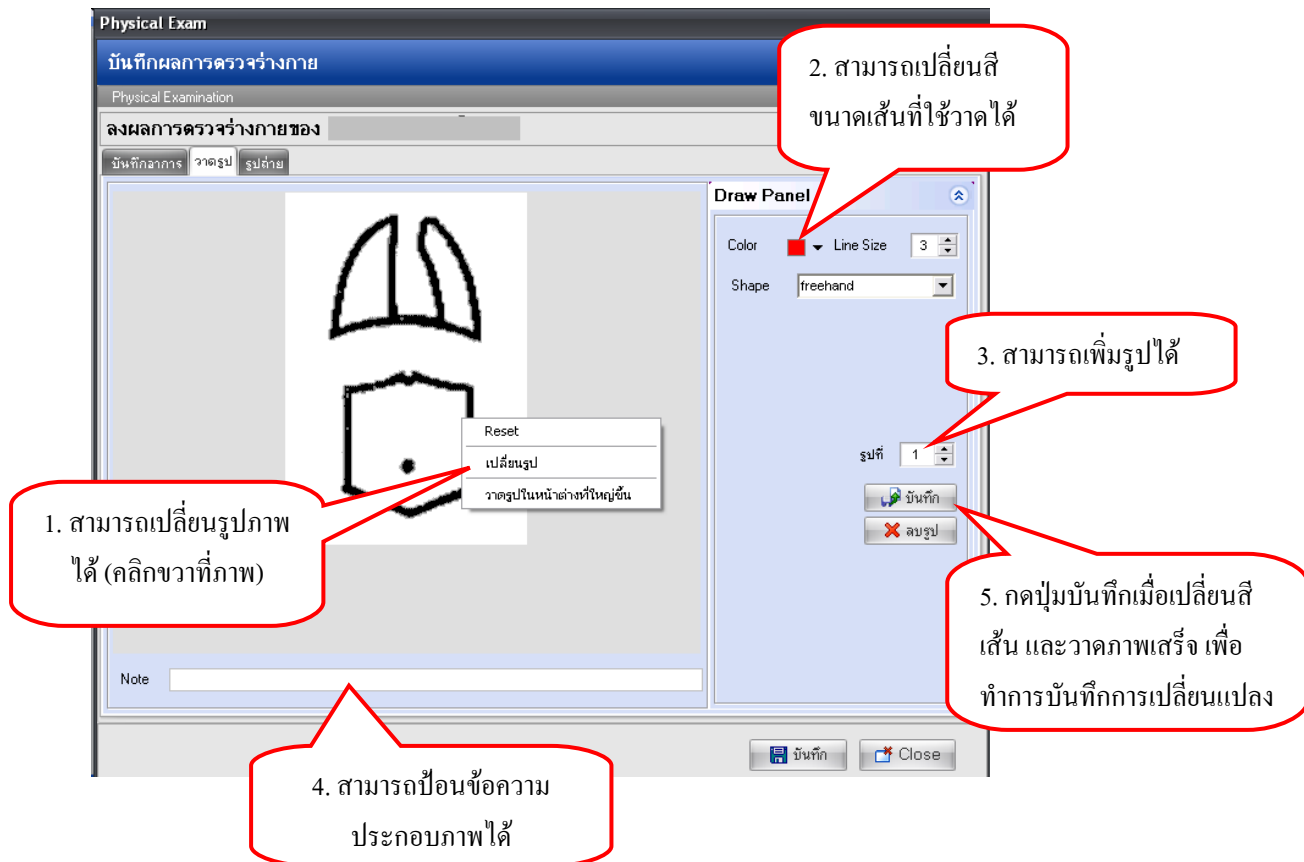 Physical Exam
บันทึกผลการตรวจร่างกาย
Physical Examination
ลงผลการตรวจร่างกายของ
บันทึกอาการ วาดรูป รูปถ่าย
2. สามารถเปลี่ยนสี
ขนาดเส้นที่ใช้วาดได้
Draw Panel
Color Line Size 3
Shape freehand
3. สามารถเพิ่มรูปได้
รูปที่ 1
บันทึก
ลบรูป
Reset
เปลี่ยนรูป
วาดรูปในหน้าต่างที่ใหญ่ขึ้น
1. สามารถเปลี่ยนรูปภาพ
ได้ (คลิกขวาที่ภาพ)
5. กดปุ่มบันทึกเมื่อเปลี่ยนสี
เส้น และวาดภาพเสร็จ เพื่อ
ทำการบันทึกการเปลี่ยนแปลง
Note
4. สามารถป้อนข้อความ
ประกอบภาพได้
บันทึก Close